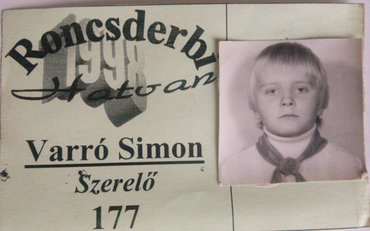 Roncsderbi
1998
Hatvan
Varró Simon
Szerelő
177